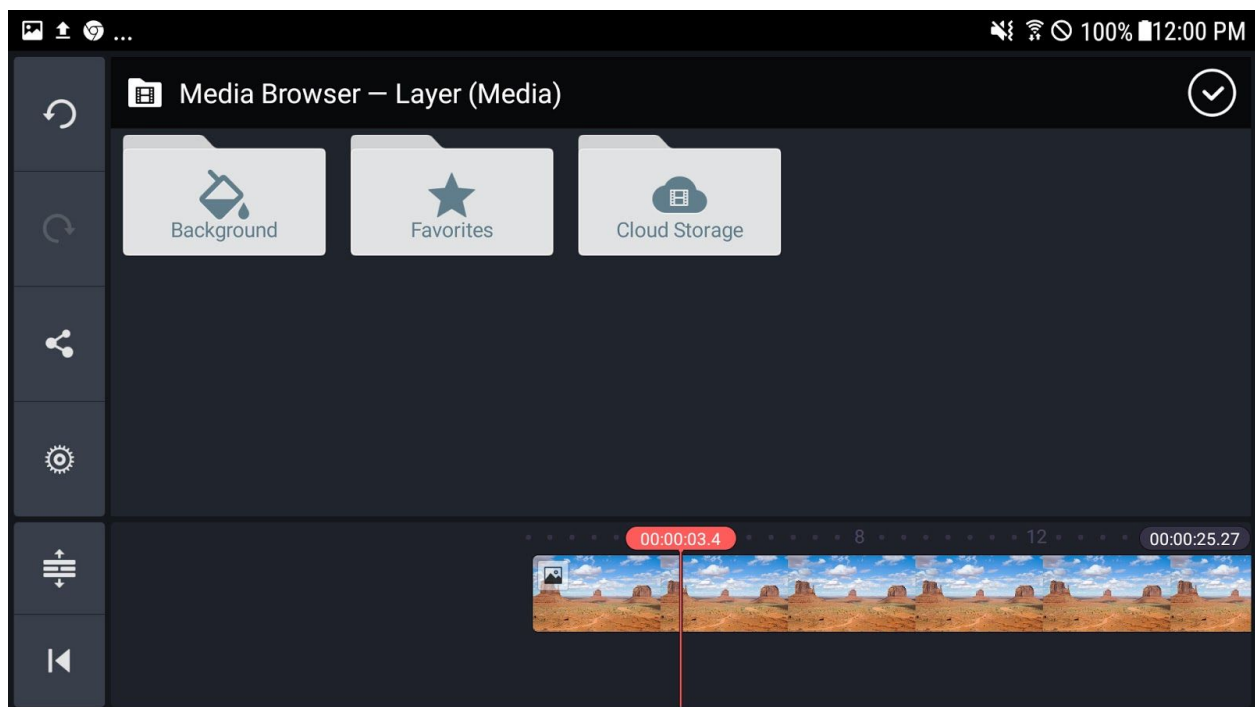 ... 100% 12:00 PM
Media Browser — Layer (Media)
Background Favorites Cloud Storage
00:00:03.4 8 12 00:00:25.27